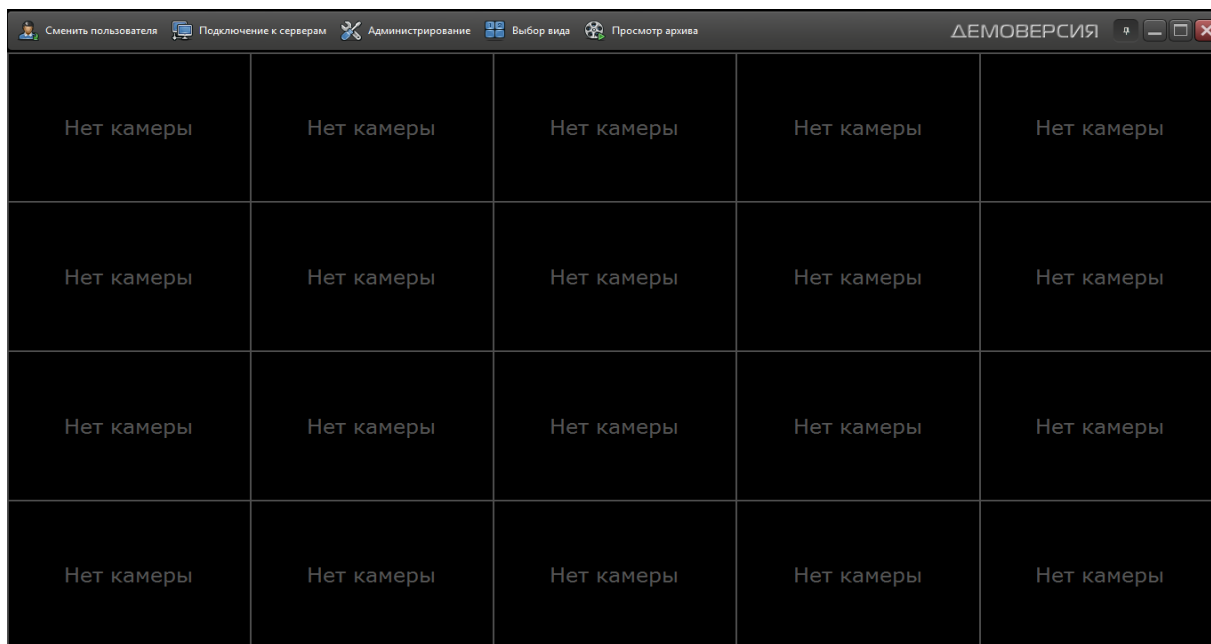 Сменить пользователя Подключение к серверам Администрирование Выбор вида Просмотр архива ДЕМОВЕРСИЯ
Нет камеры Нет камеры Нет камеры Нет камеры Нет камеры
Нет камеры Нет камеры Нет камеры Нет камеры Нет камеры
Нет камеры Нет камеры Нет камеры Нет камеры Нет камеры
Нет камеры Нет камеры Нет камеры Нет камеры Нет камеры